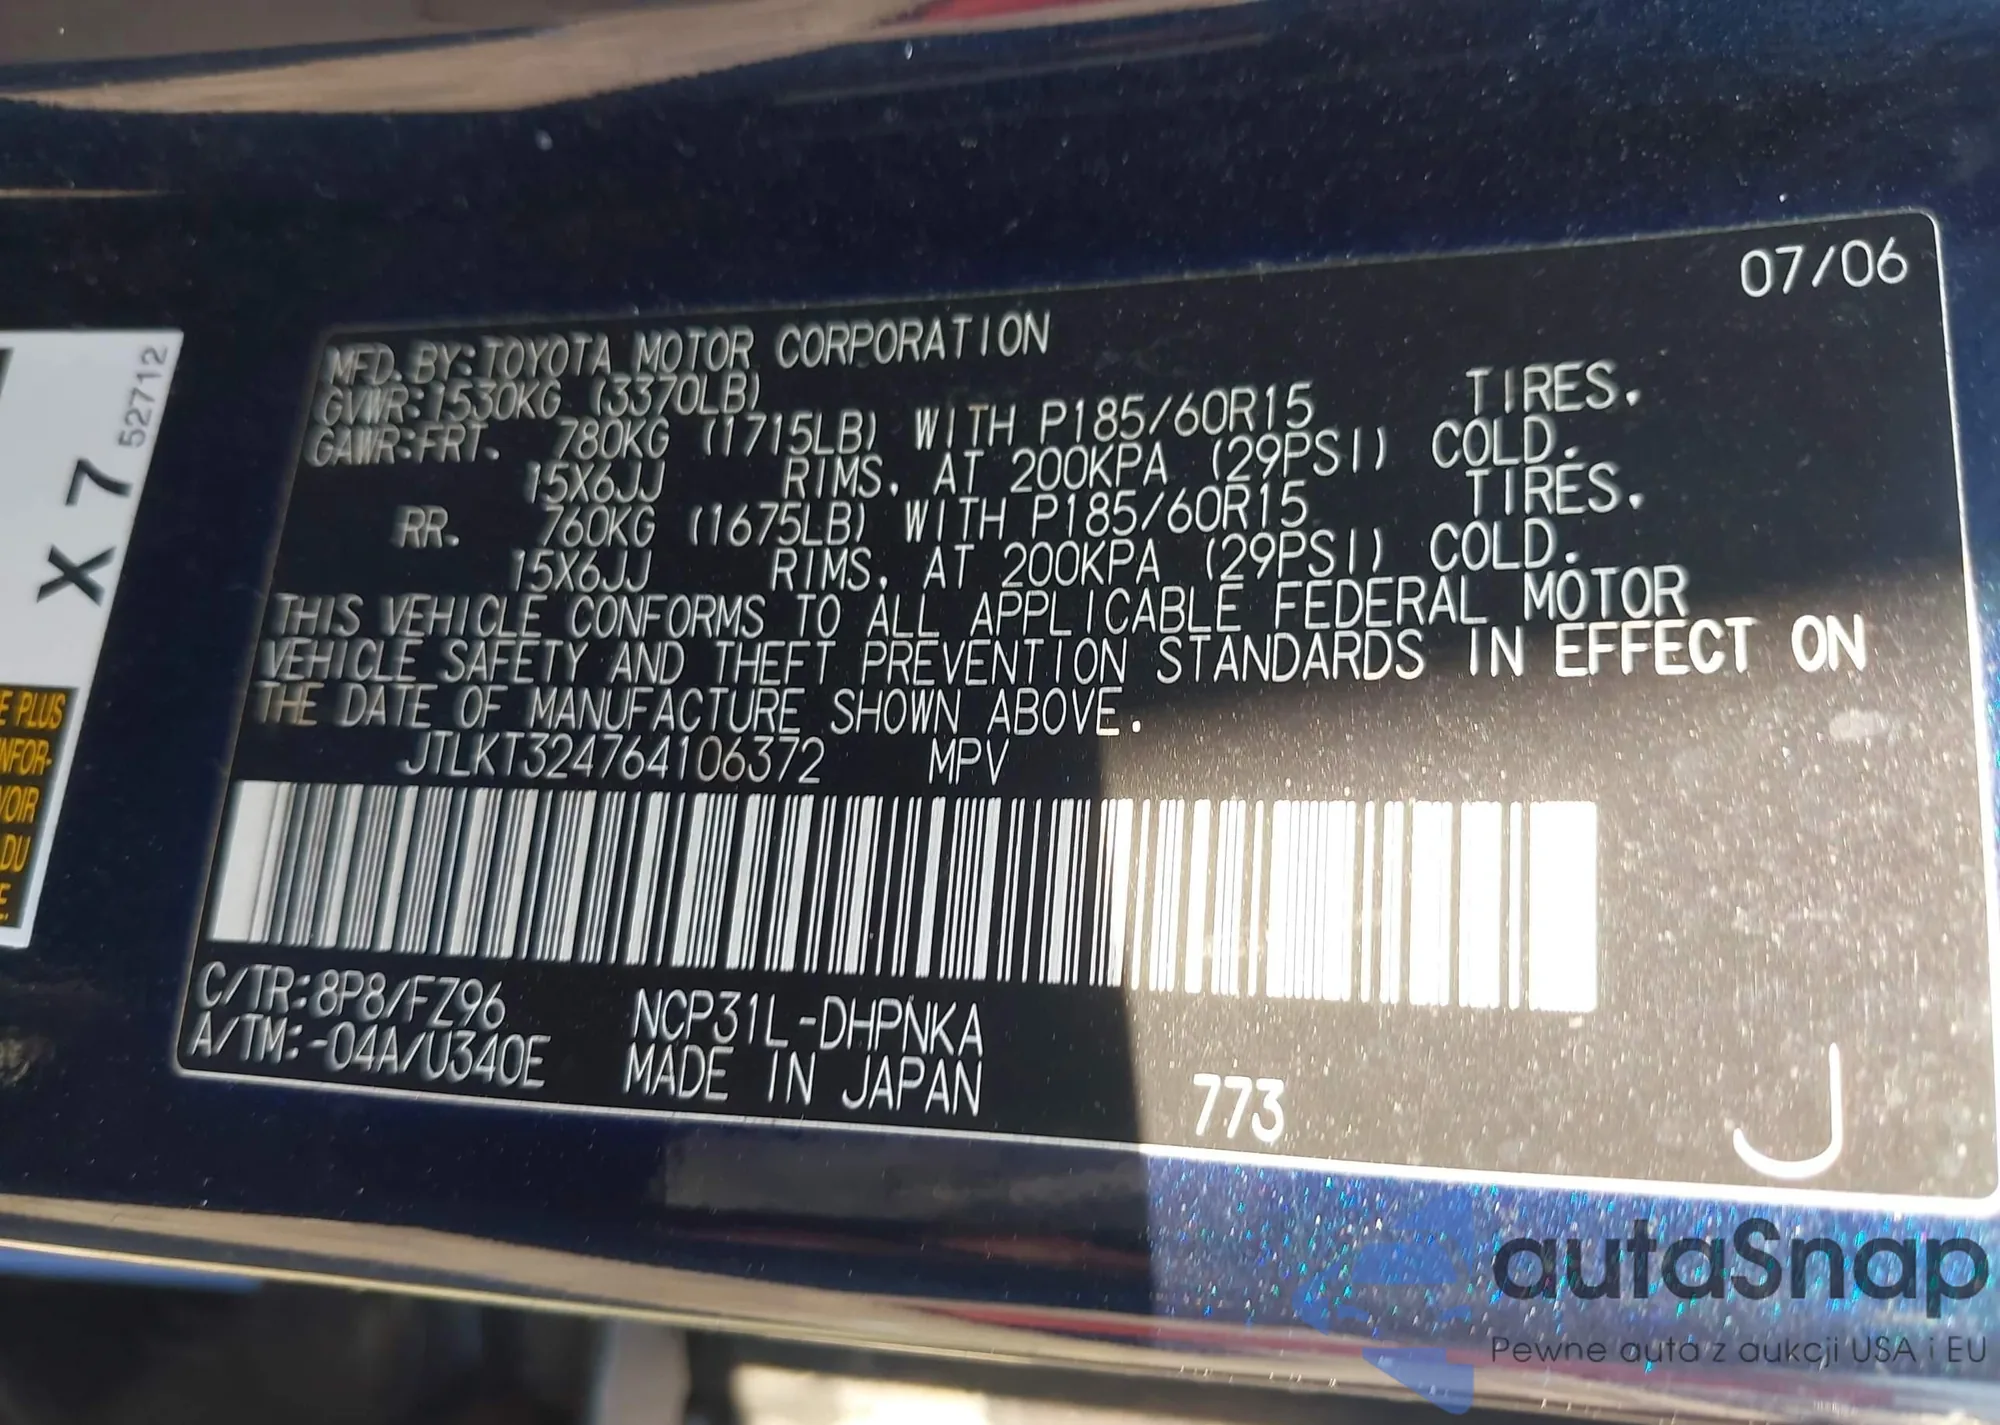 07/06
MFD. BY: TOYOTA MOTOR CORPORATION
GVWR: 1530KG (3370LB)
GAWR: FRT. 780KG (1715LB) WITH P185/60R15 TIRES,
15X6JJ RIMS, AT 200KPA (29PSI) COLD.
RR. 760KG (1675LB) WITH P185/60R15 TIRES,
15X6JJ RIMS, AT 200KPA (29PSI) COLD.
THIS VEHICLE CONFORMS TO ALL APPLICABLE FEDERAL MOTOR
VEHICLE SAFETY AND THEFT PREVENTION STANDARDS IN EFFECT ON
THE DATE OF MANUFACTURE SHOWN ABOVE.
JTLKT324764106372 MPV
C/TR: 8P8/FZ96 NCP31L-DHPNKA
A/TM: -04A/U340E MADE IN JAPAN
773
J
52712
X 7
E PLUS
INFOR-
VOIR
DU
E.
autaSnap
Pewne auta z aukcji USA i EU